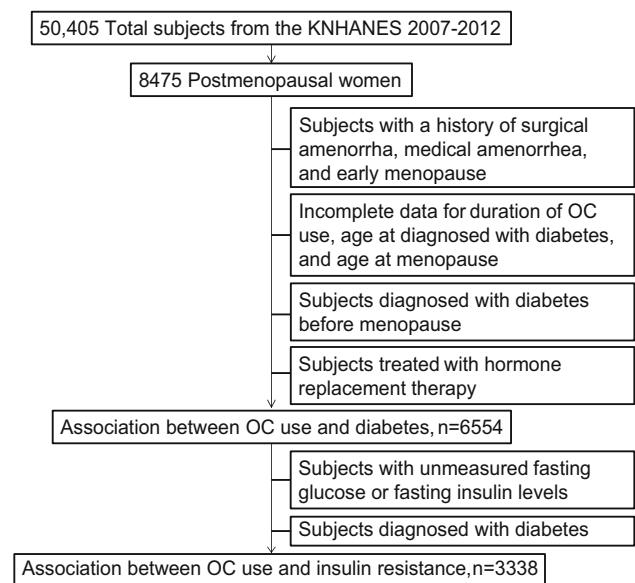 50,405 Total subjects from the KNHANES 2007-2012
8475 Postmenopausal women
Subjects with a history of surgical
amenorrha, medical amenorrhea,
and early menopause
Incomplete data for duration of OC
use, age at diagnosed with diabetes,
and age at menopause
Subjects diagnosed with diabetes
before menopause
Subjects treated with hormone
replacement therapy
Association between OC use and diabetes, n=6554
Subjects with unmeasured fasting
glucose or fasting insulin levels
Subjects diagnosed with diabetes
Association between OC use and insulin resistance,n=3338